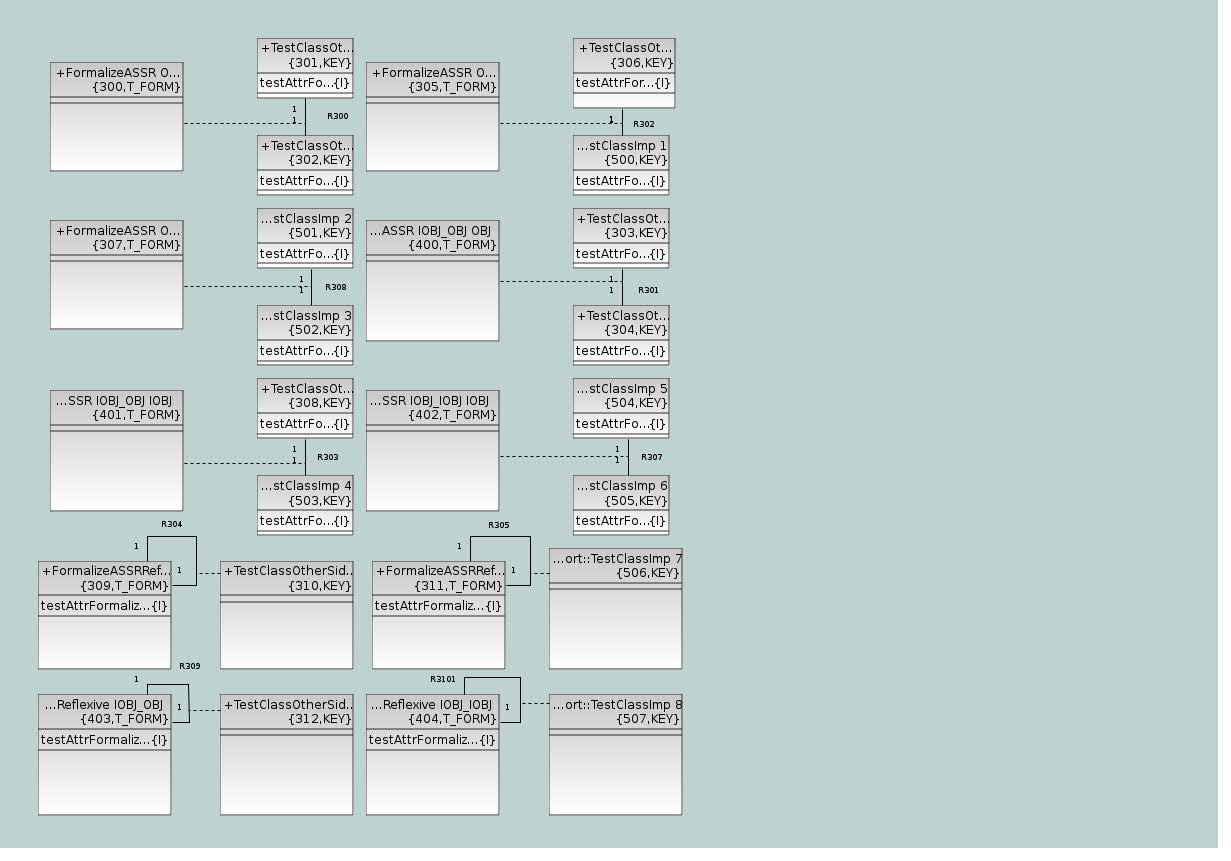 +TestClassOt...
{301,KEY}
testAttrFo...{I}
+FormalizeASSR O...
{300,T_FORM}
1
1
R300
+TestClassOt...
{302,KEY}
testAttrFo...{I}
+TestClassOt...
{306,KEY}
testAttrFor...{I}
+FormalizeASSR O...
{305,T_FORM}
1
R302
...stClassImp 1
{500,KEY}
testAttrFo...{I}
...stClassImp 2
{501,KEY}
testAttrFo...{I}
+FormalizeASSR O...
{307,T_FORM}
1
1
R308
...stClassImp 3
{502,KEY}
testAttrFo...{I}
+TestClassOt...
{303,KEY}
testAttrFo...{I}
...ASSR IOBJ_OBJ OBJ
{400,T_FORM}
1
1
R301
+TestClassOt...
{304,KEY}
testAttrFo...{I}
+TestClassOt...
{308,KEY}
testAttrFo...{I}
...SSR IOBJ_OBJ IOBJ
{401,T_FORM}
1
1
R303
...stClassImp 4
{503,KEY}
testAttrFo...{I}
...stClassImp 5
{504,KEY}
testAttrFo...{I}
...SSR IOBJ_IOBJ IOBJ
{402,T_FORM}
1
1
R307
...stClassImp 6
{505,KEY}
testAttrFo...{I}
R304
1
1
+FormalizeASSRRef...
{309,T_FORM}
testAttrFormaliz...{I}
+TestClassOtherSid...
{310,KEY}
R305
1
1
+FormalizeASSRRef...
{311,T_FORM}
testAttrFormaliz...{I}
...ort::TestClassImp 7
{506,KEY}
R309
1
1
...Reflexive IOBJ_OBJ
{403,T_FORM}
testAttrFormaliz...{I}
+TestClassOtherSid...
{312,KEY}
R3101
1
...Reflexive IOBJ_IOBJ
{404,T_FORM}
testAttrFormaliz...{I}
...ort::TestClassImp 8
{507,KEY}